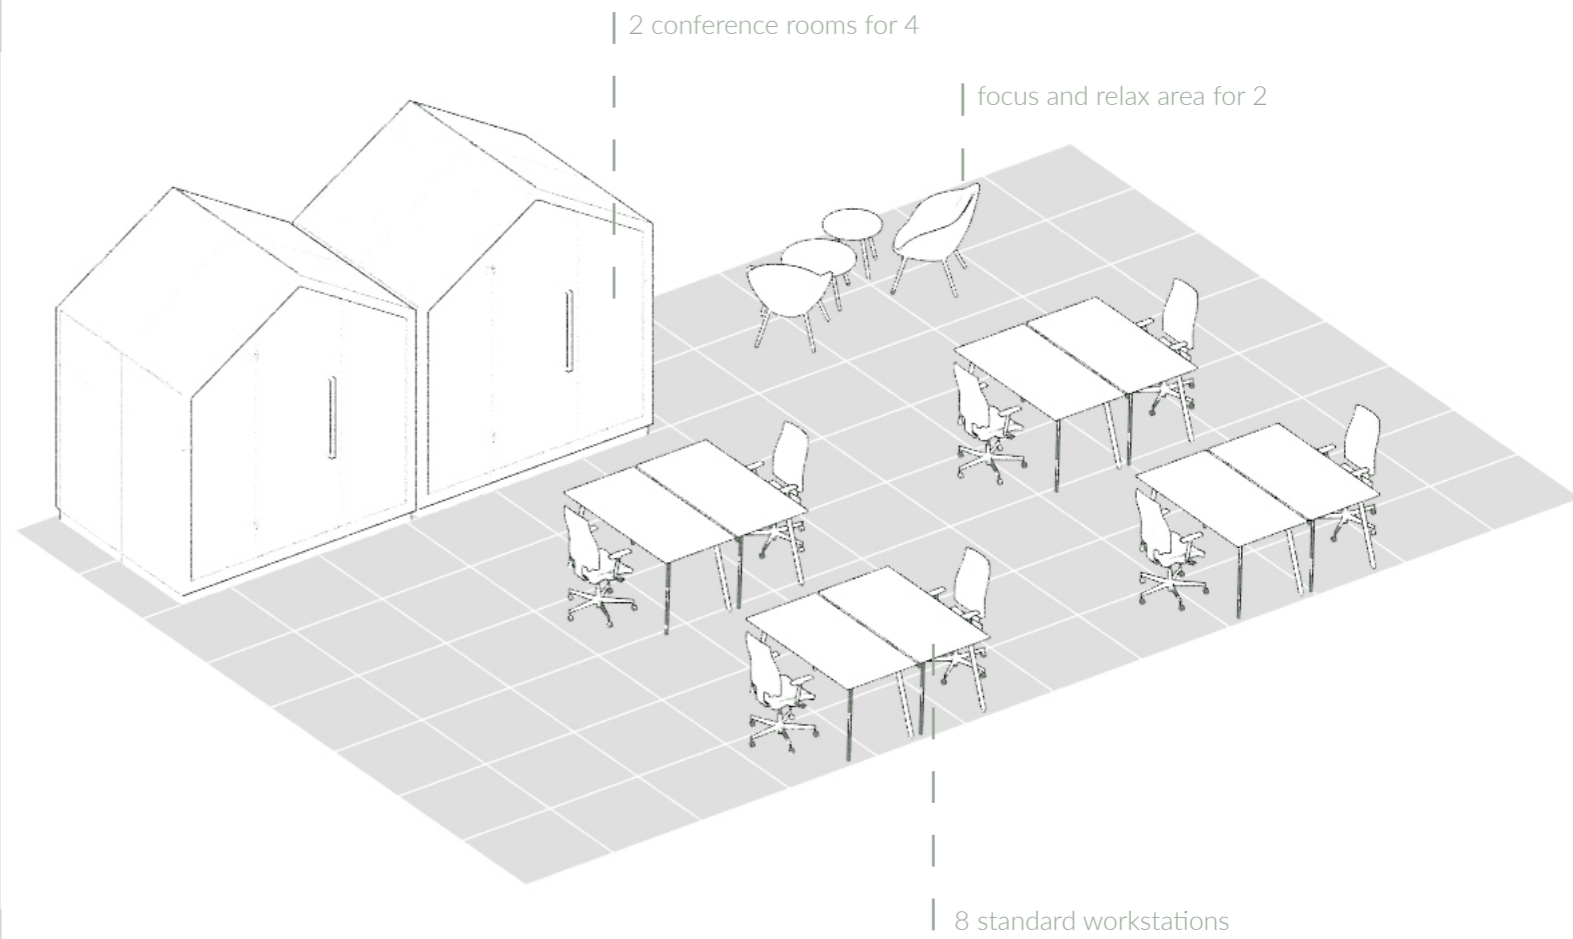 2 conference rooms for 4
focus and relax area for 2
8 standard workstations